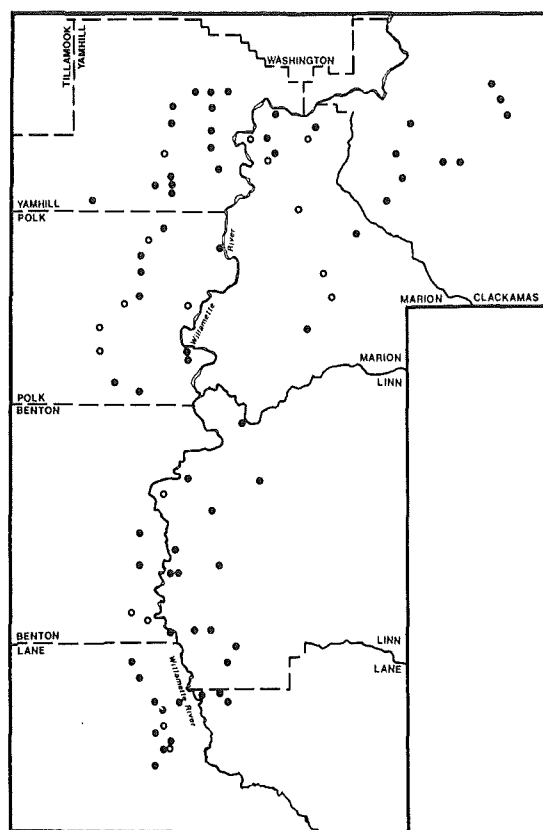 TILLAMOOK
YAMHILL
WASHINGTON
YAMHILL
POLK
River
Willamette
MARION CLACKAMAS
MARION
LINN
POLK
BENTON
BENTON
LANE
LINN
LANE
Willamette River